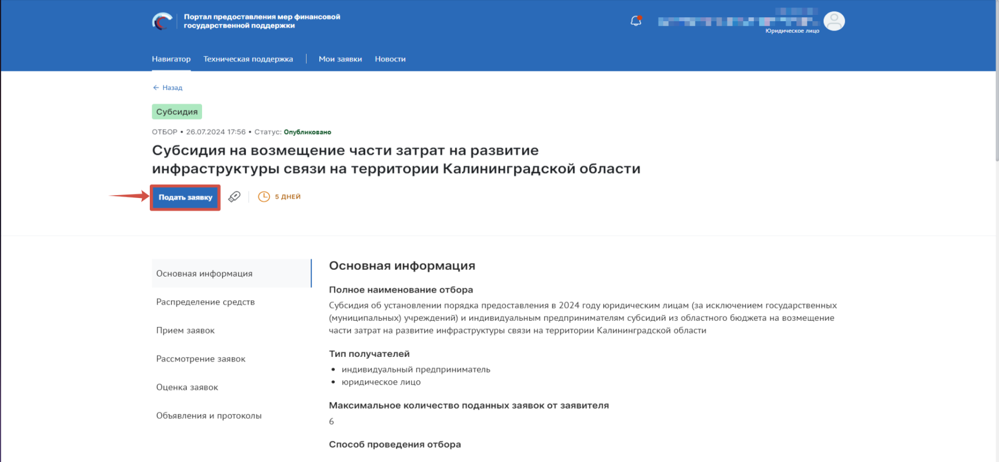 Портал предоставления мер финансовой
государственной поддержки
Юридическое лицо
Навигатор Техническая поддержка Мои заявки Новости
← Назад
Субсидия
ОТБОР • 26.07.2024 17:56 • Статус: Опубликовано
Субсидия на возмещение части затрат на развитие
инфраструктуры связи на территории Калининградской области
Подать заявку 5 ДНЕЙ
Основная информация
Распределение средств
Прием заявок
Рассмотрение заявок
Оценка заявок
Объявления и протоколы
Основная информация
Полное наименование отбора
Субсидия об установлении порядка предоставления в 2024 году юридическим лицам (за исключением государственных
(муниципальных) учреждений) и индивидуальным предпринимателям субсидий из областного бюджета на возмещение
части затрат на развитие инфраструктуры связи на территории Калининградской области
Тип получателей
• индивидуальный предприниматель
• юридическое лицо
Максимальное количество поданных заявок от заявителя
6
Способ проведения отбора